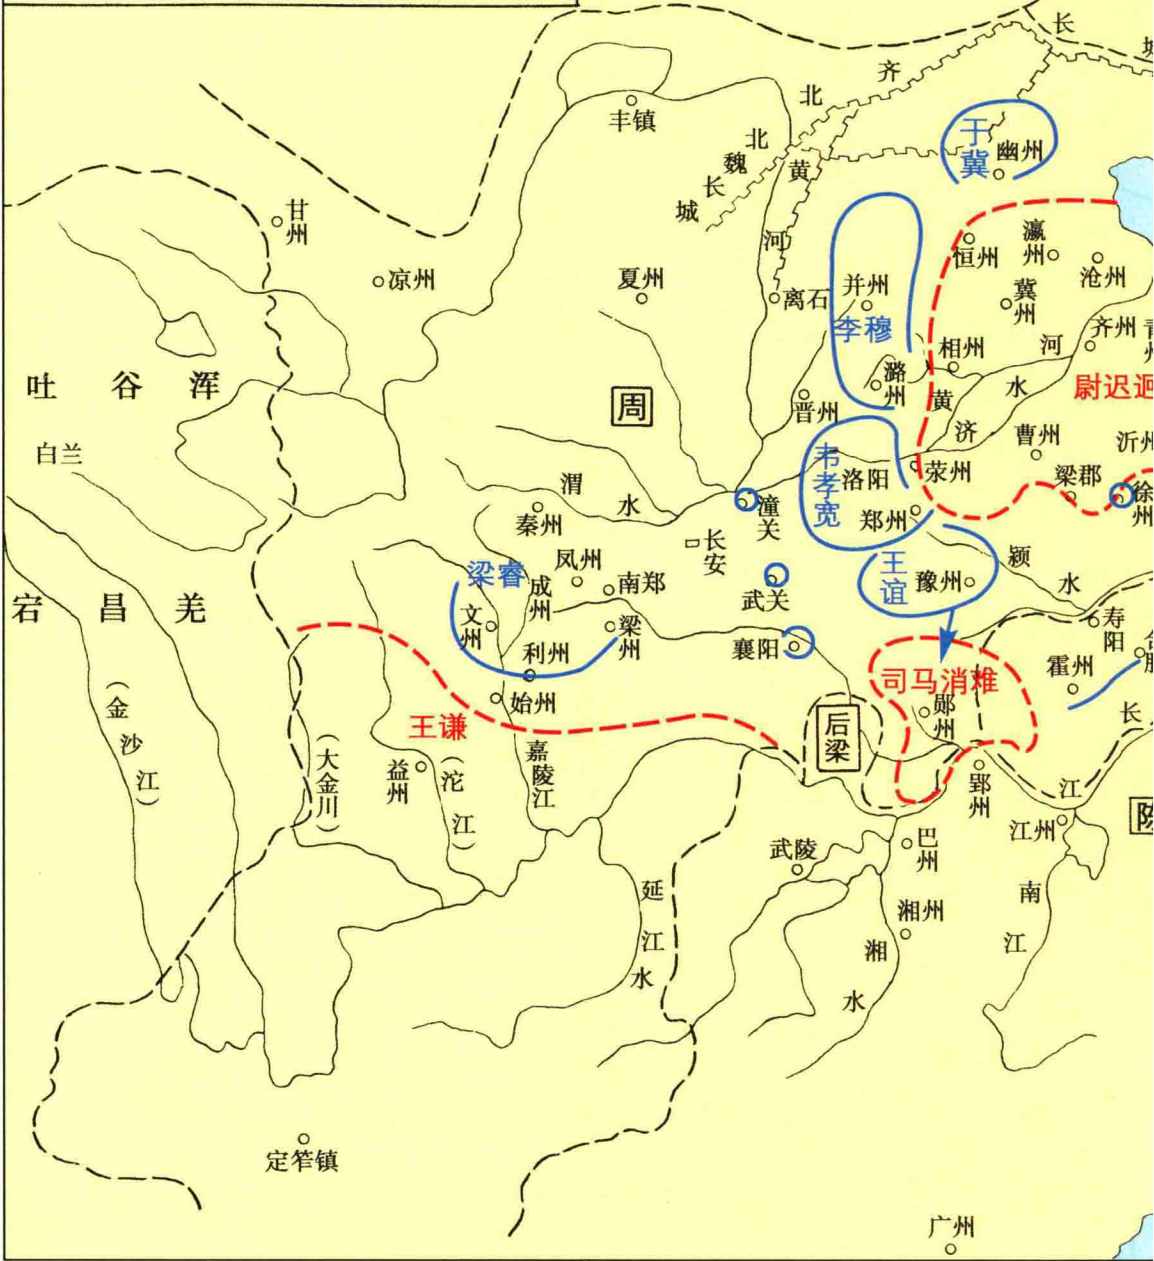 长城
齐
北
北魏长城
丰镇
于冀
幽州
黄河
甘州
凉州
夏州
离石
并州
李穆
恒州
瀛州
沧州
冀州
齐州
青
相州
河水
尉迟迥
吐谷浑
周
潞州
晋州
黄
济
曹州
沂州
白兰
渭水
韦孝宽
洛阳
荥州
梁郡
徐州
秦州
潼关
郑州
长安
凤州
南郑
梁睿
成州
文州
武关
王谊
豫州
颍水
宕昌羌
梁州
利州
襄阳
寿阳
合肥
霍州
始州
司马消难
郧州
王谦
后梁
长江
(金沙江)
(大金川)
益州
(沱江)
嘉陵江
郢州
江州
陈
巴州
武陵
延江水
湘州
湘水
南江
定笮镇
广州